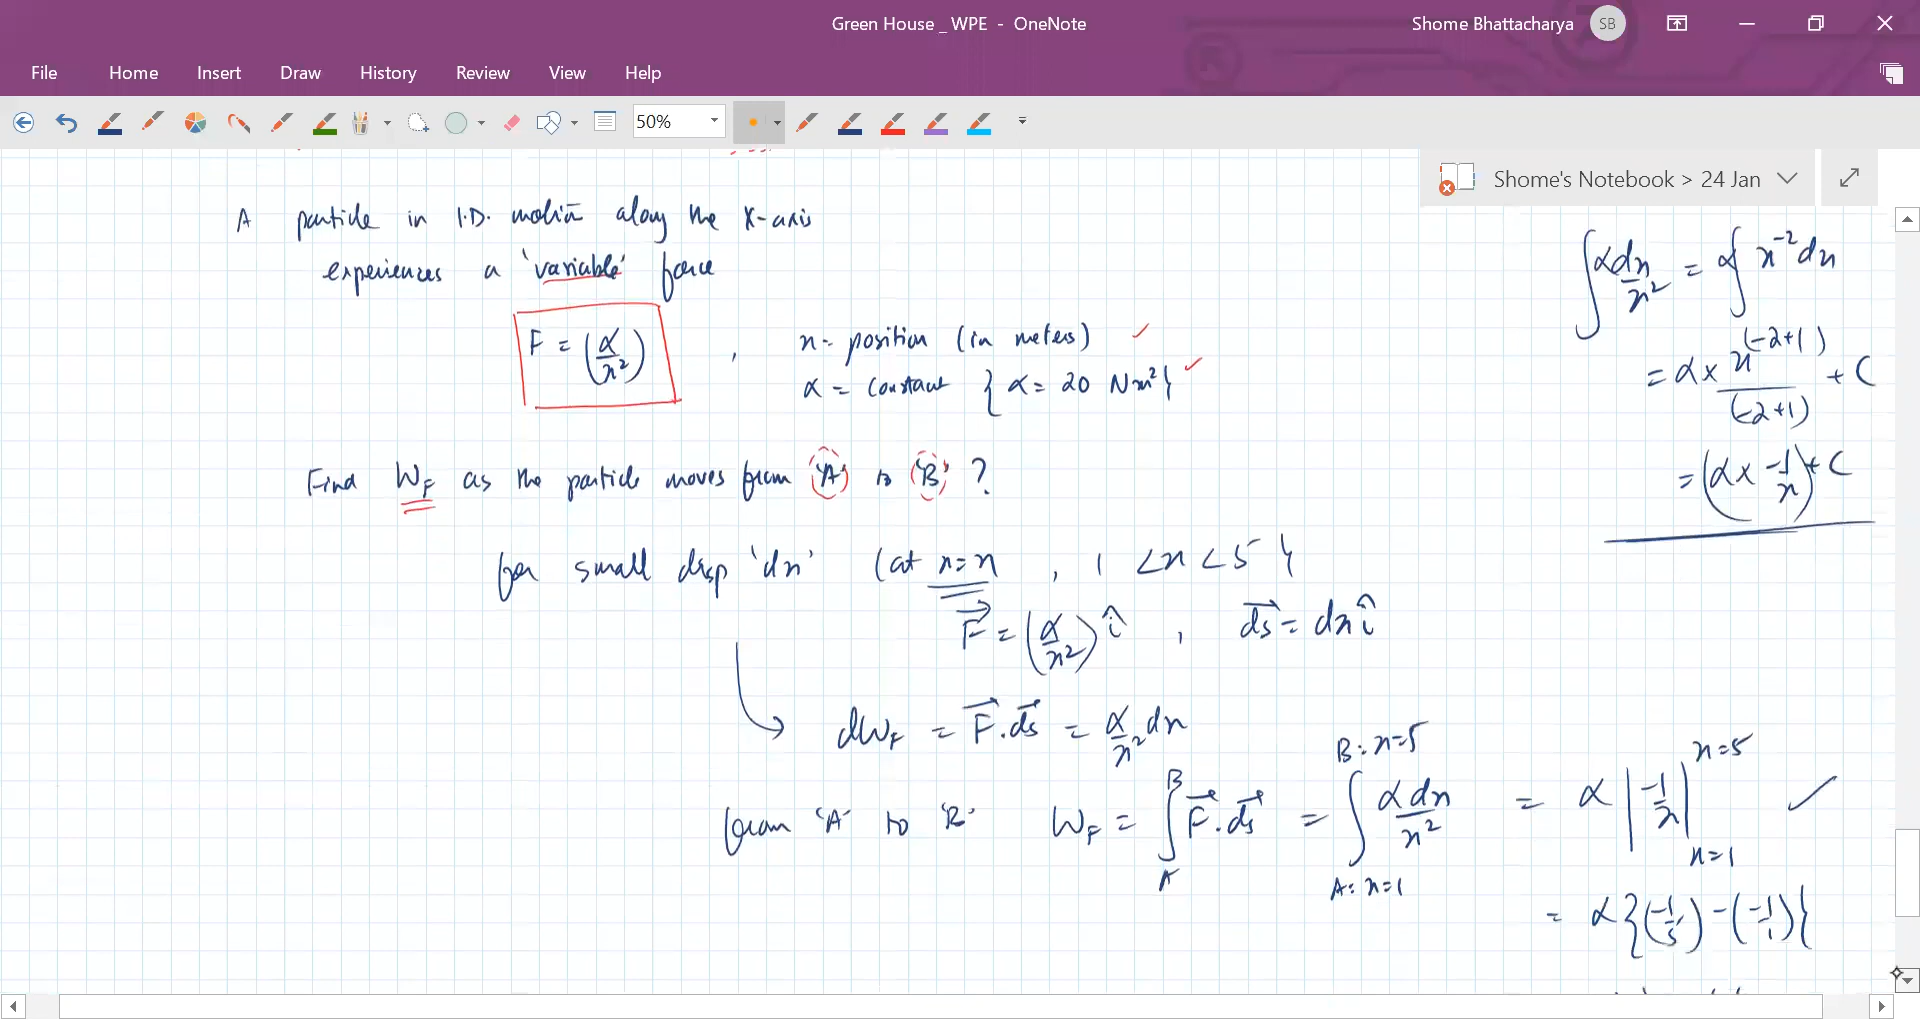 Green House _ WPE - OneNote
Shome Bhattacharya SB
File Home Insert Draw History Review View Help
50%
Shome's Notebook > 24 Jan
A particle in 1.D. motion along the X-axis
experiences a 'variable' force
F = (α/x²) , x = position (in meters)
α = constant { α = 20 Nm² }
Find W_F as the particle moves from 'A' to 'B' ?
for small disp 'dx' (at x=x , 1 < x < 5 }
F⃗ = (α/x²) î , ds⃗ = dx î
dW_F = F⃗ . ds⃗ = α/x² dx
from 'A' to 'B' W_F = ∫_A^B F⃗ . ds⃗ = ∫_{A: x=1}^{B: x=5} α dx/x² = α |-1/x|_{x=1}^{x=5}
= α {(-1/5) - (-1/1)}
∫ α dx/x² = α ∫ x^-2 dx
= α × x^(-2+1)/(-2+1) + C
= (α × -1/x) + C